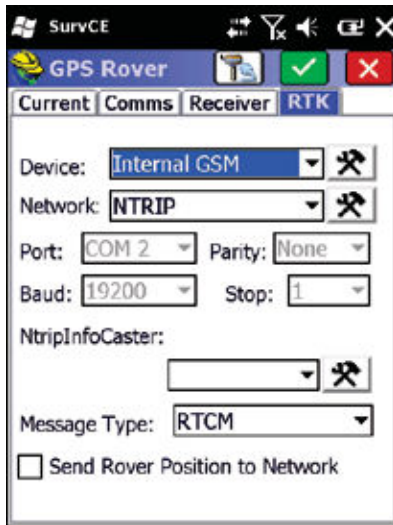 SurvCE
GPS Rover
Current Comms Receiver RTK
Device: Internal GSM
Network: NTRIP
Port: COM 2 Parity: None
Baud: 19200 Stop: 1
NtripInfoCaster:
Message Type: RTCM
Send Rover Position to Network